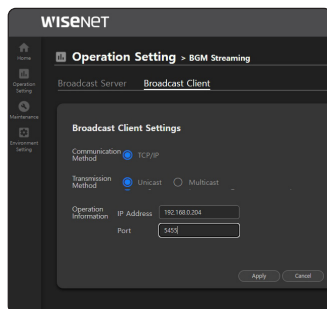 WISENET
Home
Operation Setting > BGM Streaming
Operation
Setting
Broadcast Server Broadcast Client
Maintenance
Environment
Setting
Broadcast Client Settings
Communication
Method
TCP/IP
Transmission
Method
Unicast Multicast
Operation
Information
IP Address 192.168.0.204
Port 5455
Apply Cancel